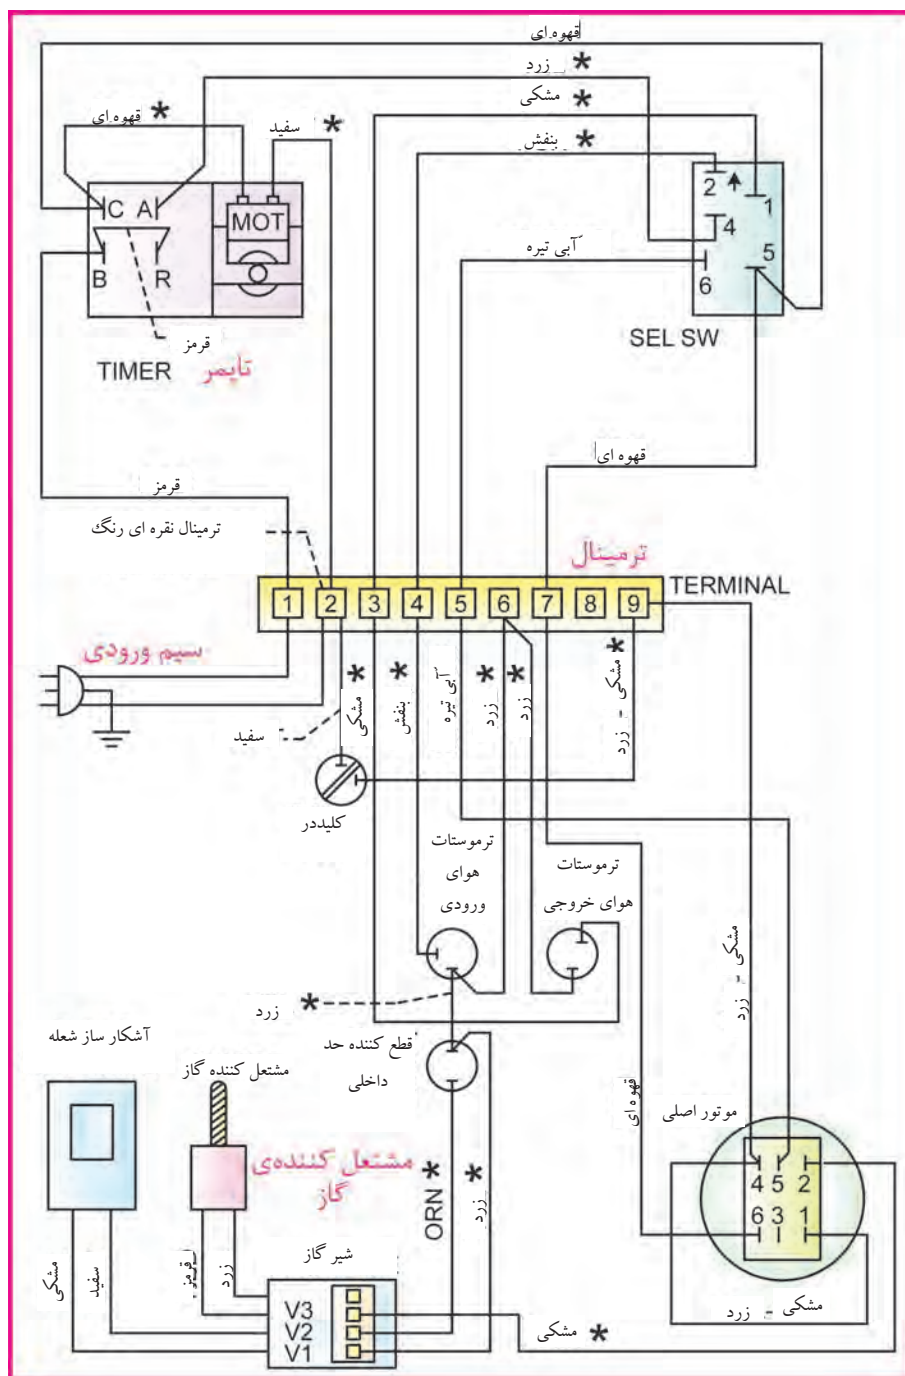 قهوه ای
زرد *
مشکی *
بنفش *
قهوه ای *
سفید *
C A
MOT
B R
قرمز
TIMER تایمر
2 1
4 5
6
آبی تیره
SEL SW
قهوه ای
قرمز
ترمینال نقره ای رنگ
ترمینال
TERMINAL
1 2 3 4 5 6 7 8 9
سیم ورودی
سفید
مشکی *
بنفش *
آبی تیره
زرد *
زرد *
مشکی - زرد *
کلیددر
ترموستات
هوای
ورودی
ترموستات
هوای خروجی
مشکی - زرد
زرد *
قطع کننده حد
داخلی
آشکار ساز شعله
مشتعل کننده گاز
مشتعل کننده‌ی
گاز
ORN *
زرد *
قهوه ای
موتور اصلی
4 5 2
6 3 1
مشکی - زرد
مشکی
سفید
قرمز
زرد
شیر گاز
V3
V2
V1
مشکی *